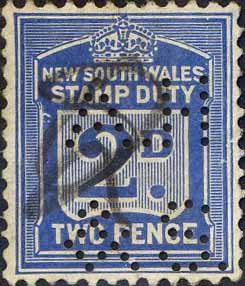 NEW SOUTH WALES
STAMP DUTY
2D.
TWO PENCE